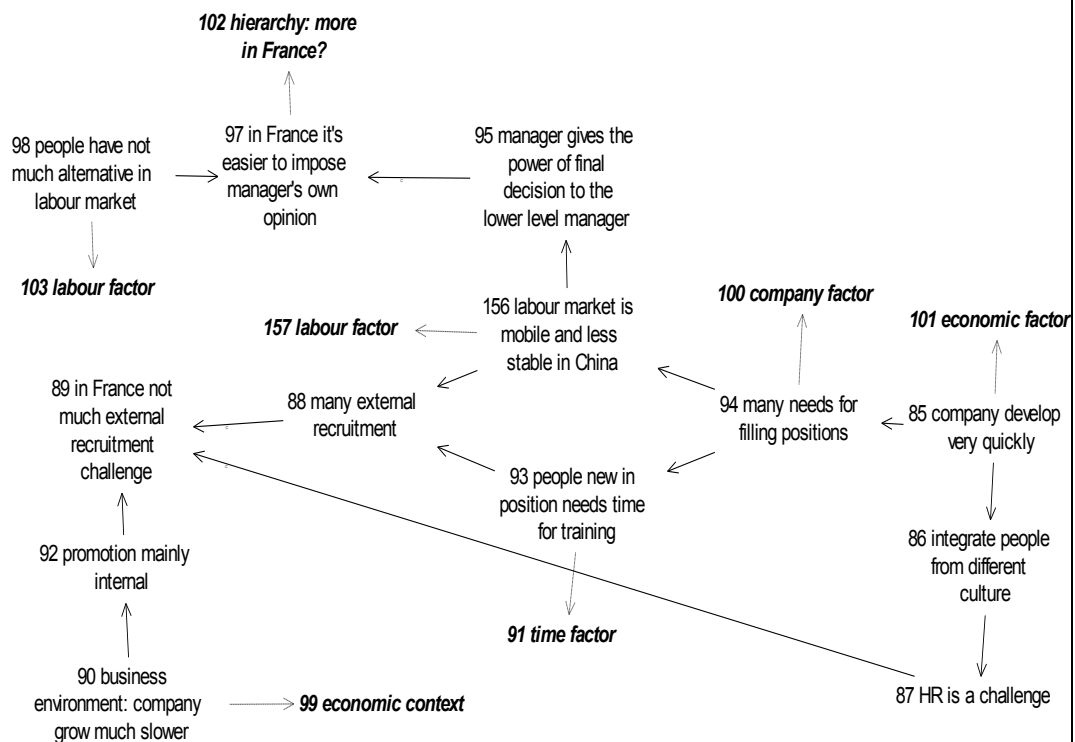 102 hierarchy: more
in France?
98 people have not
much alternative in
labour market
97 in France it's
easier to impose
manager's own
opinion
95 manager gives the
power of final
decision to the
lower level manager
103 labour factor
157 labour factor
156 labour market is
mobile and less
stable in China
100 company factor
101 economic factor
89 in France not
much external
recruitment
challenge
88 many external
recruitment
94 many needs for
filling positions
85 company develop
very quickly
93 people new in
position needs time
for training
92 promotion mainly
internal
86 integrate people
from different
culture
91 time factor
90 business
environment: company
grow much slower
99 economic context
87 HR is a challenge